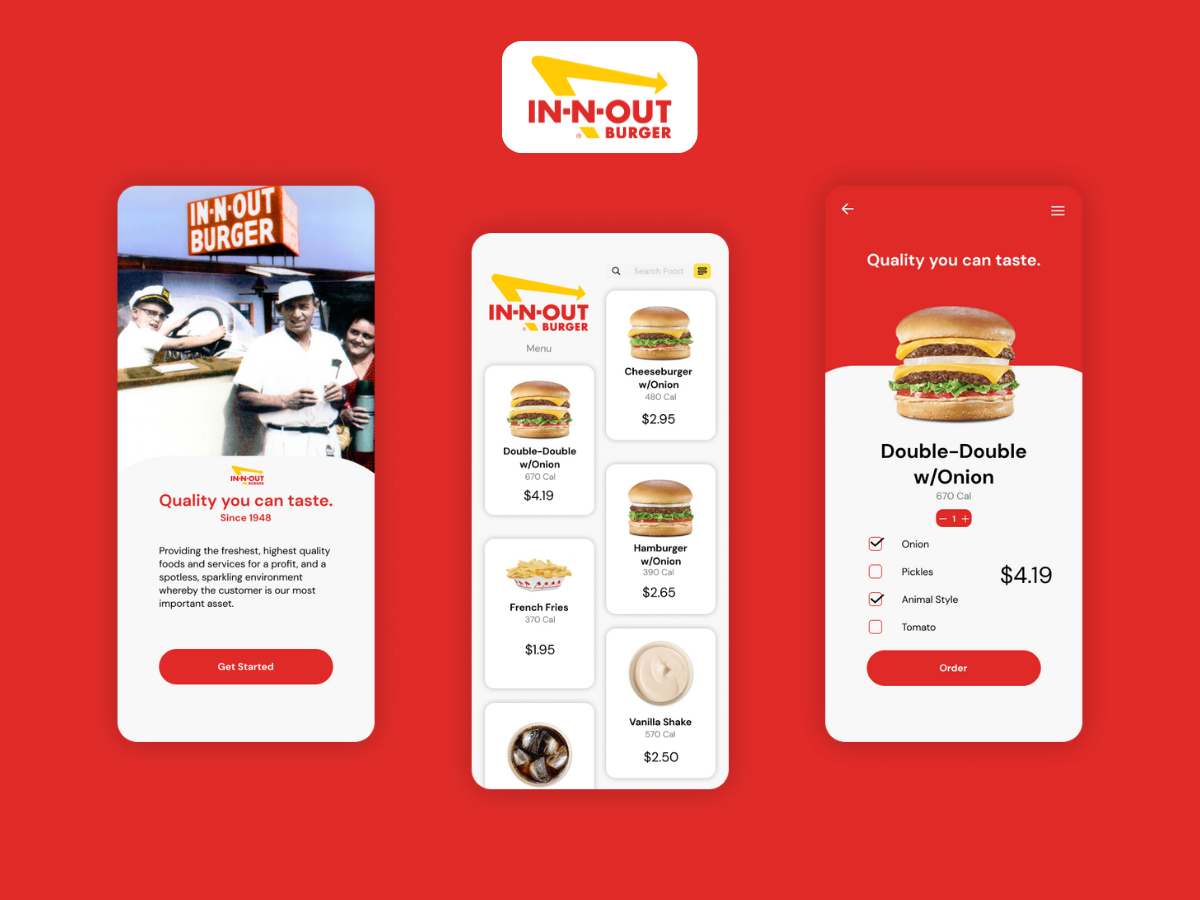 IN-N-OUT
BURGER
IN-N-OUT
BURGER
IN-N-OUT
BURGER
Quality you can taste.
Since 1948
Providing the freshest, highest quality
foods and services for a profit, and a
spotless, sparkling environment
whereby the customer is our most
important asset.
Get Started
Search Food
IN-N-OUT
BURGER
Menu
Double-Double
w/Onion
670 Cal
$4.19
French Fries
370 Cal
$1.95
Cheeseburger
w/Onion
480 Cal
$2.95
Hamburger
w/Onion
390 Cal
$2.65
Vanilla Shake
570 Cal
$2.50
Quality you can taste.
Double-Double
w/Onion
670 Cal
− 1 +
Onion
Pickles
Animal Style
Tomato
$4.19
Order